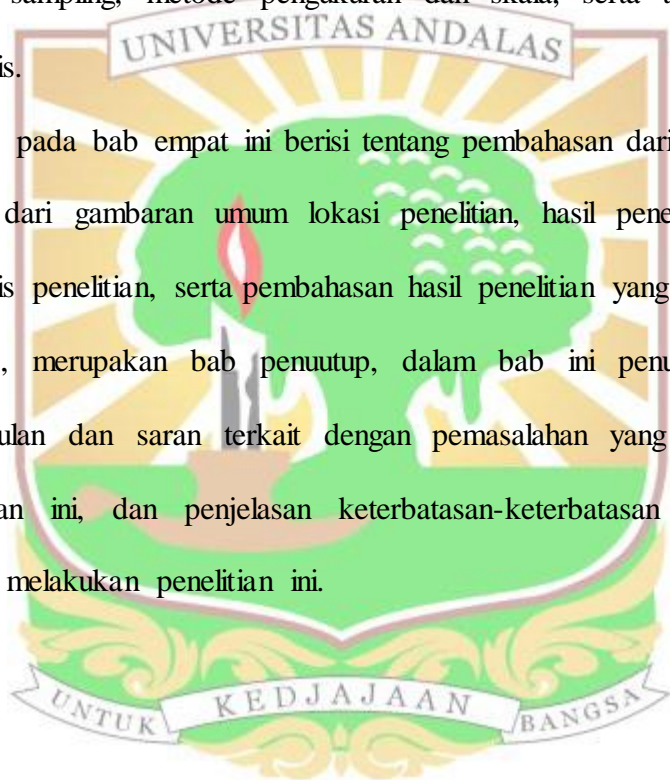 sampling, metode pengukuran dan skala, serta
UNIVERSITAS ANDALAS
is.
pada bab empat ini berisi tentang pembahasan dari
dari gambaran umum lokasi penelitian, hasil pene
is penelitian, serta pembahasan hasil penelitian yang
, merupakan bab penuutup, dalam bab ini penu
ulan dan saran terkait dengan pemasalahan yang
an ini, dan penjelasan keterbatasan-keterbatasan
melakukan penelitian ini.
UNTUK KEDJAJAAN BANGSA